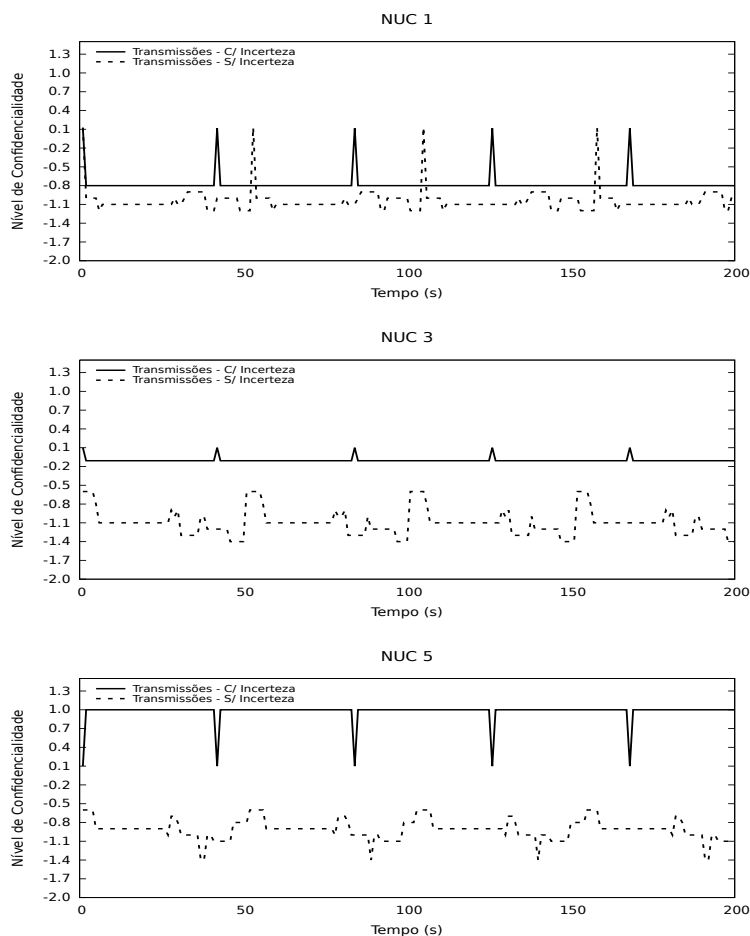 NUC 1
Nível de Confidencialidade
1.3
1.0
0.7
0.4
0.1
-0.2
-0.5
-0.8
-1.1
-1.4
-1.7
-2.0
Transmissões - C/ Incerteza
Transmissões - S/ Incerteza
0 50 100 150 200
Tempo (s)
NUC 3
Nível de Confidencialidade
1.3
1.0
0.7
0.4
0.1
-0.2
-0.5
-0.8
-1.1
-1.4
-1.7
-2.0
Transmissões - C/ Incerteza
Transmissões - S/ Incerteza
0 50 100 150 200
Tempo (s)
NUC 5
Nível de Confidencialidade
1.3
1.0
0.7
0.4
0.1
-0.2
-0.5
-0.8
-1.1
-1.4
-1.7
-2.0
Transmissões - C/ Incerteza
Transmissões - S/ Incerteza
0 50 100 150 200
Tempo (s)